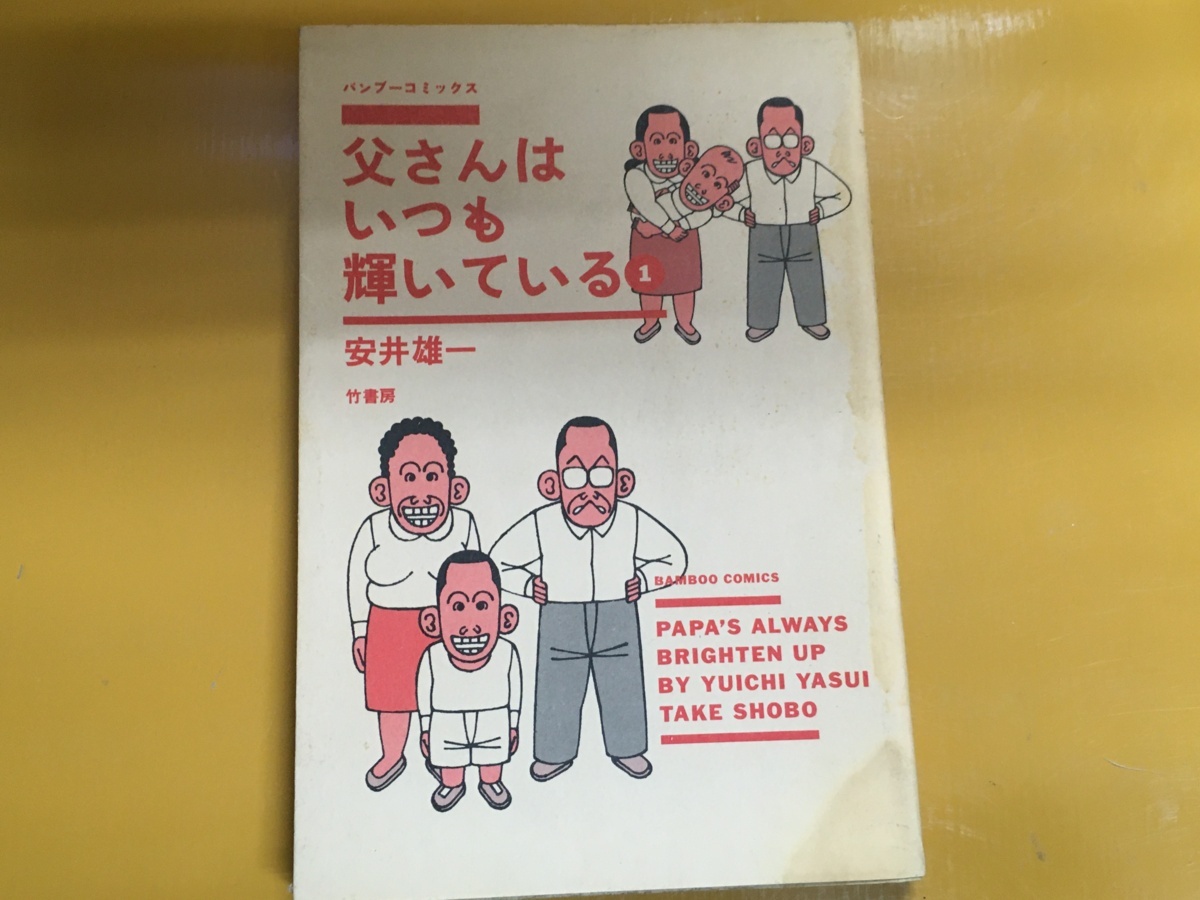 バンブーコミックス
父さんは
いつも
輝いている1
安井雄一
竹書房
BAMBOO COMICS
PAPA'S ALWAYS
BRIGHTEN UP
BY YUICHI YASUI
TAKE SHOBO